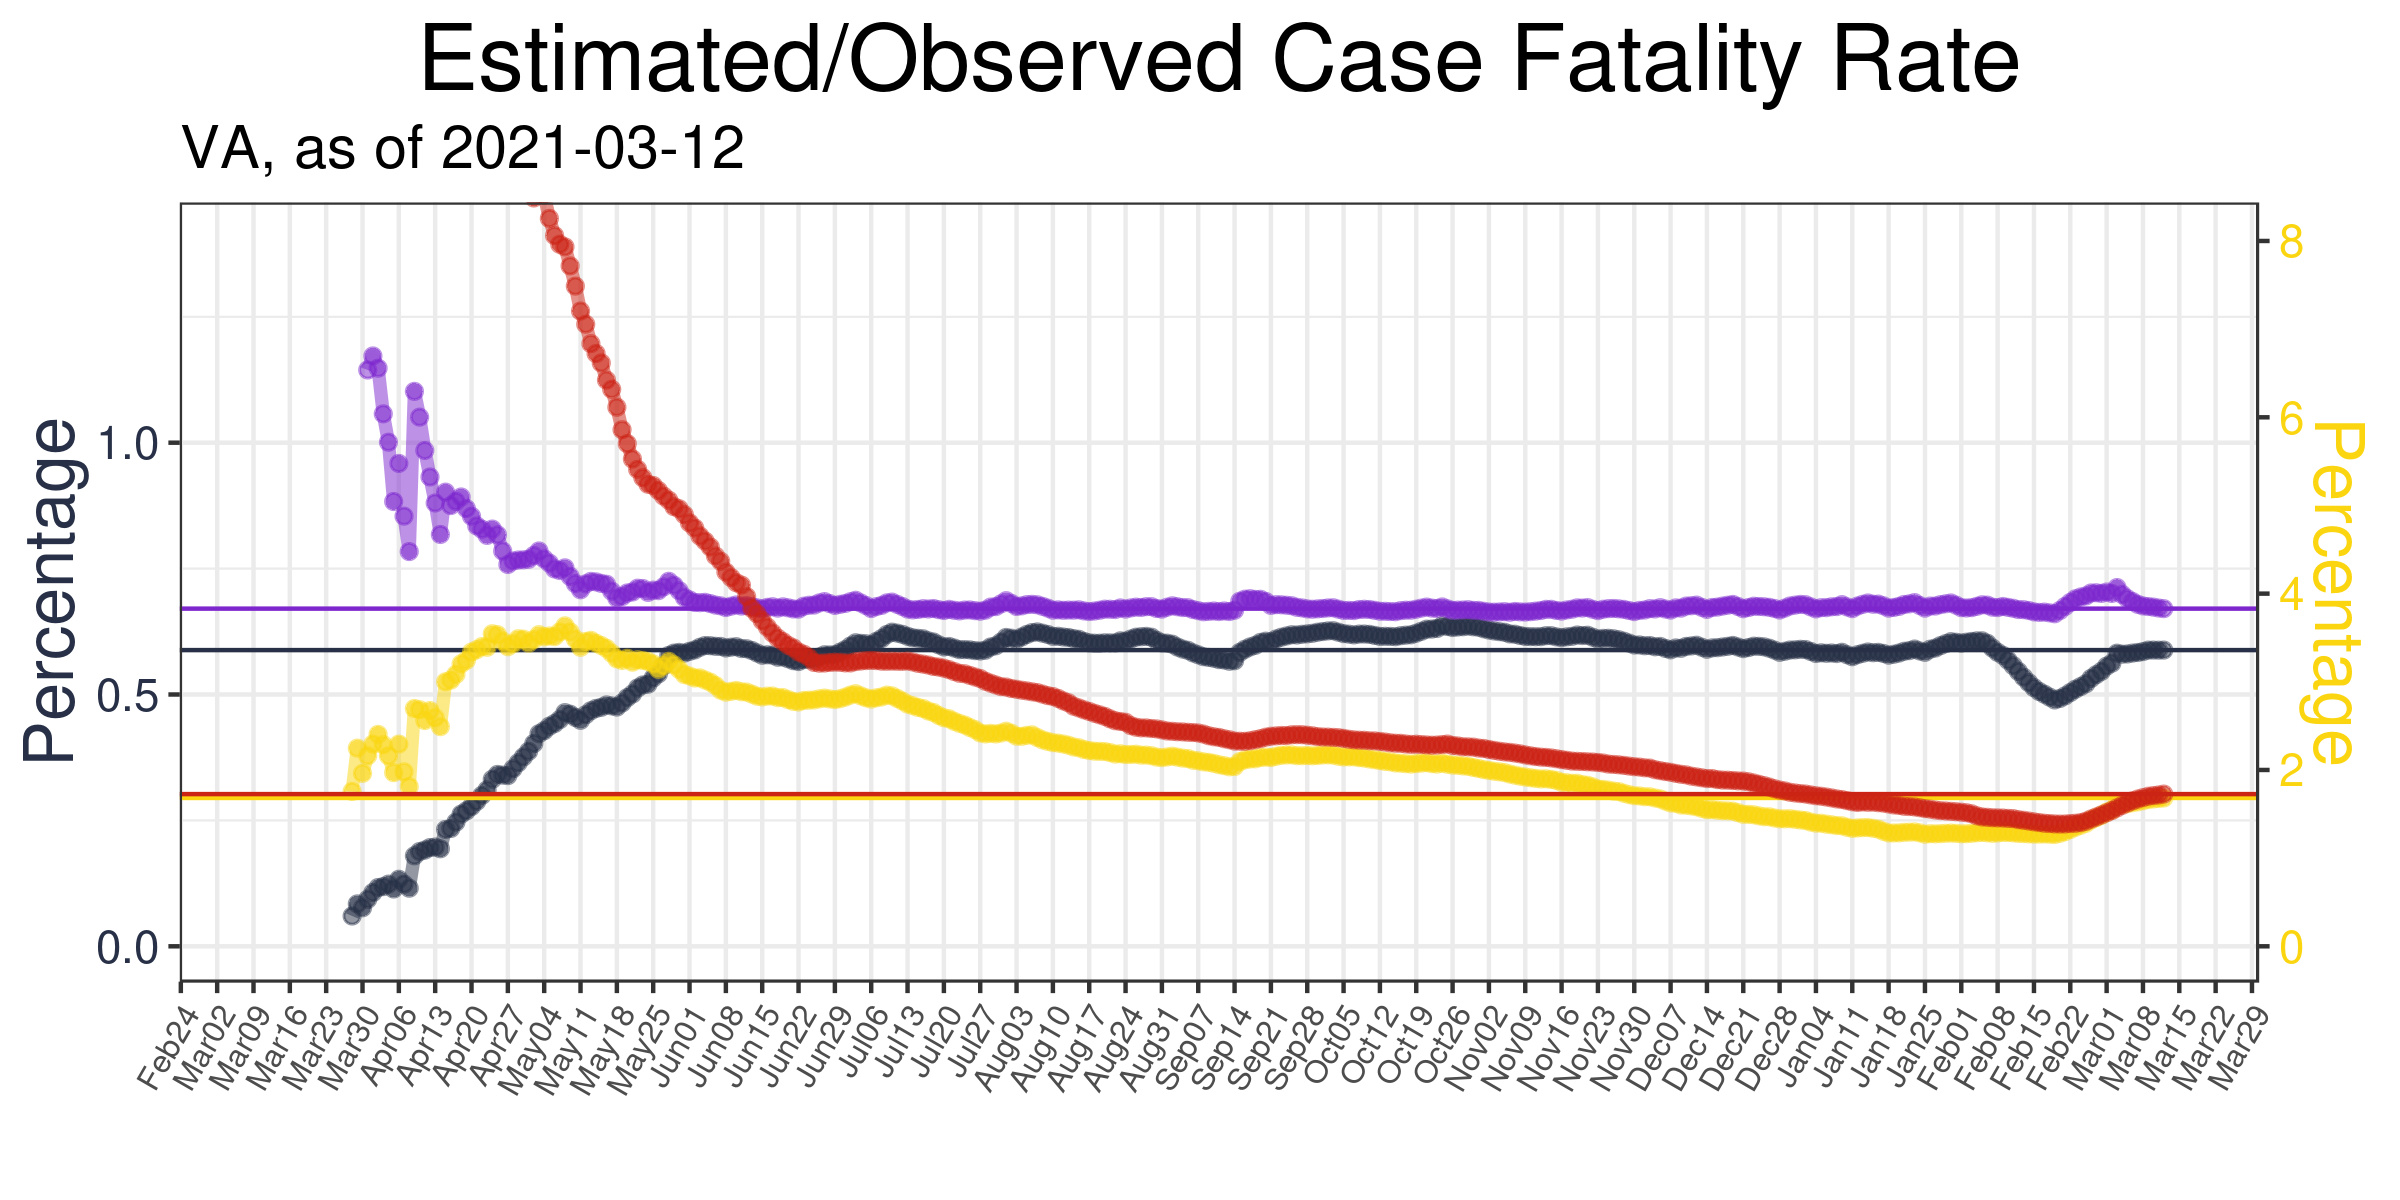 Estimated/Observed Case Fatality Rate
VA, as of 2021-03-12
Percentage
1.0
0.5
0.0
8
6
4
2
0
Percentage
Feb24
Mar02
Mar09
Mar16
Mar23
Mar30
Apr06
Apr13
Apr20
Apr27
May04
May11
May18
May25
Jun01
Jun08
Jun15
Jun22
Jun29
Jul06
Jul13
Jul20
Jul27
Aug03
Aug10
Aug17
Aug24
Aug31
Sep07
Sep14
Sep21
Sep28
Oct05
Oct12
Oct19
Oct26
Nov02
Nov09
Nov16
Nov23
Nov30
Dec07
Dec14
Dec21
Dec28
Jan04
Jan11
Jan18
Jan25
Feb01
Feb08
Feb15
Feb22
Mar01
Mar08
Mar15
Mar22
Mar29